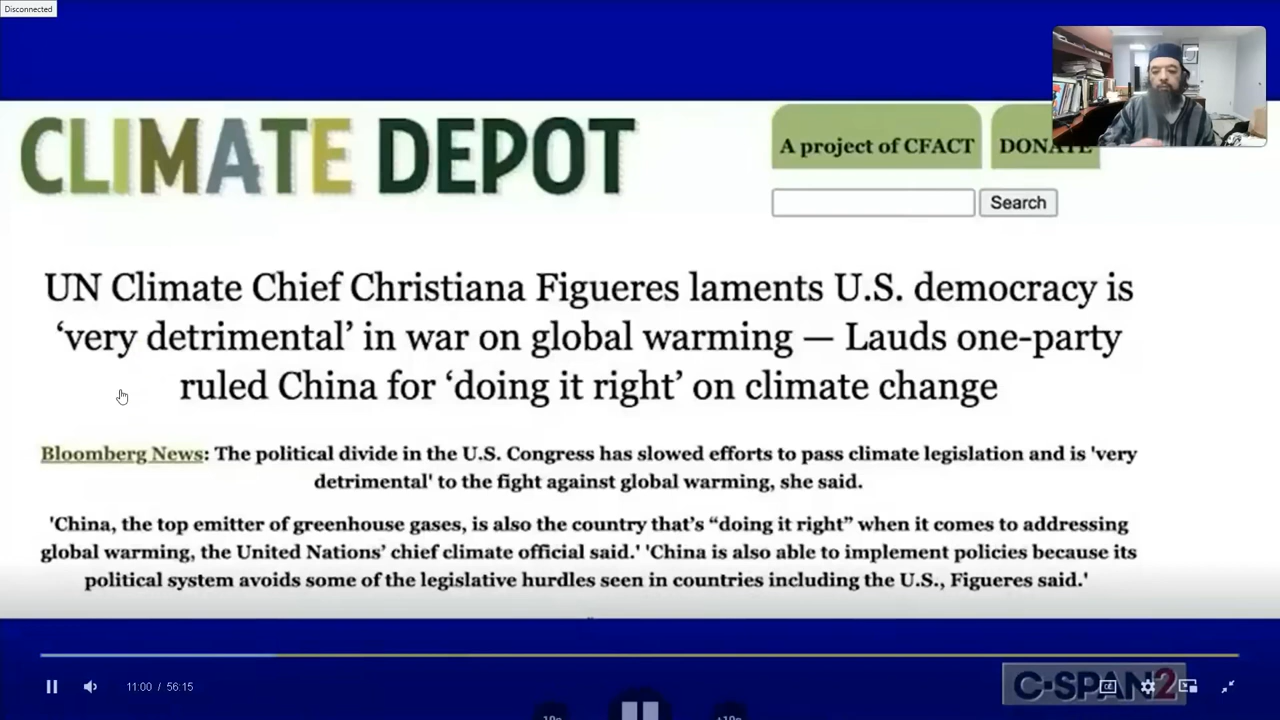 Disconnected
CLIMATE DEPOT
A project of CFACT
DONATE
Search
UN Climate Chief Christiana Figueres laments U.S. democracy is
‘very detrimental’ in war on global warming — Lauds one-party
ruled China for ‘doing it right’ on climate change
Bloomberg News: The political divide in the U.S. Congress has slowed efforts to pass climate legislation and is 'very
detrimental' to the fight against global warming, she said.
'China, the top emitter of greenhouse gases, is also the country that’s “doing it right” when it comes to addressing
global warming, the United Nations’ chief climate official said.' 'China is also able to implement policies because its
political system avoids some of the legislative hurdles seen in countries including the U.S., Figueres said.'
11:00 / 56:15
C-SPAN2